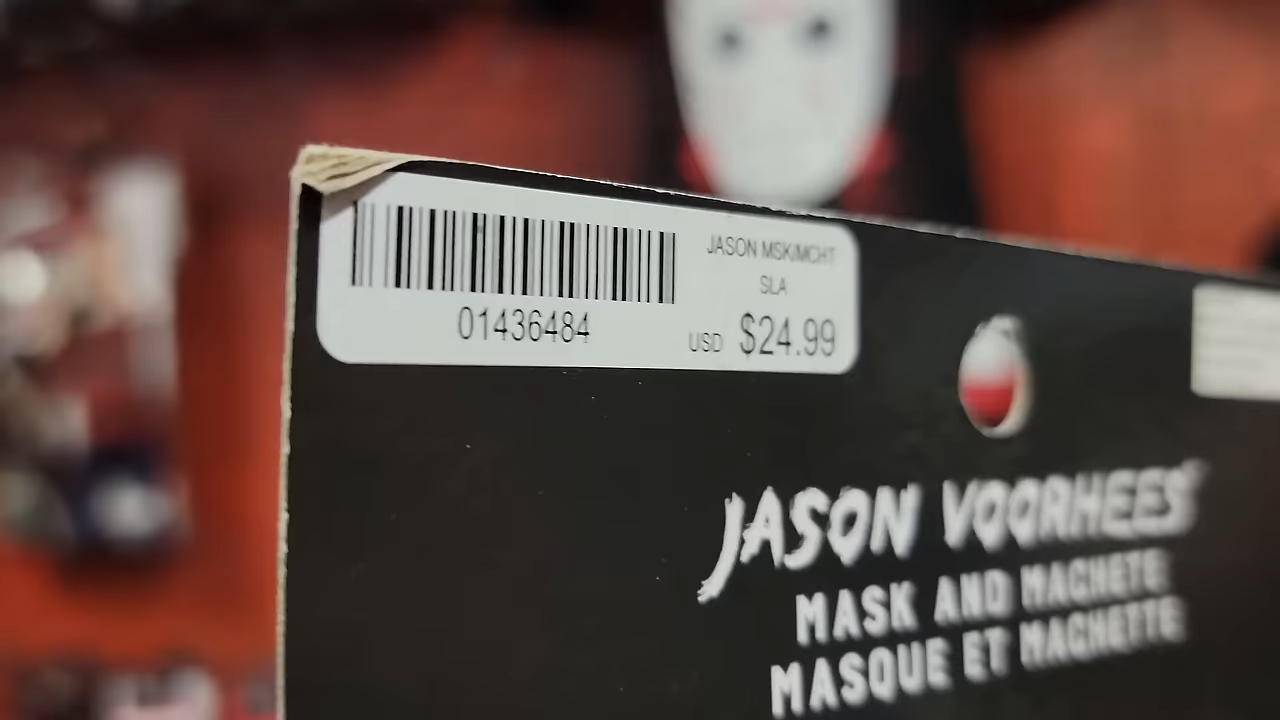 01436484
JASON MSK/MCHT
SLA
USD $24.99
JASON VOORHEES
MASK AND MACHETE
MASQUE ET MACHETTE